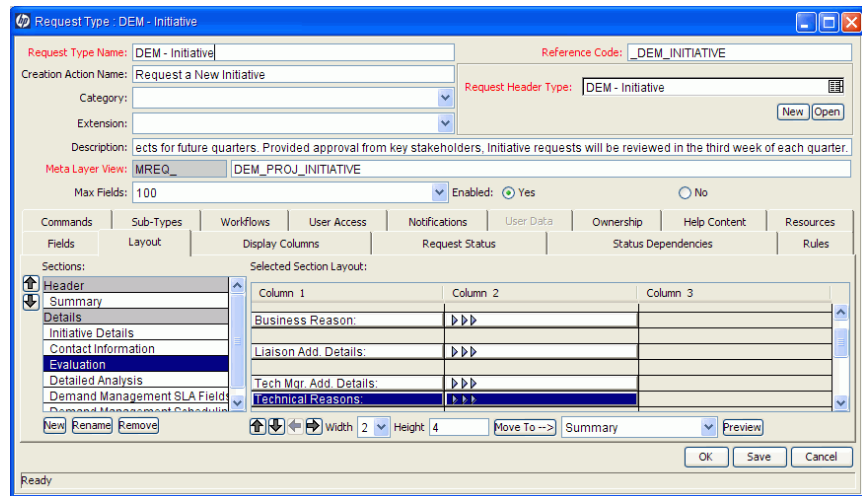 hp Request Type : DEM - Initiative
Request Type Name: DEM - Initiative
Reference Code: _DEM_INITIATIVE
Creation Action Name: Request a New Initiative
Request Header Type: DEM - Initiative
Category:
New Open
Extension:
Description: ects for future quarters. Provided approval from key stakeholders, Initiative requests will be reviewed in the third week of each quarter.
Meta Layer View: MREQ_ DEM_PROJ_INITIATIVE
Max Fields: 100 Enabled: Yes No
Commands Sub-Types Workflows User Access Notifications User Data Ownership Help Content Resources
Fields Layout Display Columns Request Status Status Dependencies Rules
Sections:
Header
Summary
Details
Initiative Details
Contact Information
Evaluation
Detailed Analysis
Demand Management SLA Fields
Demand Management
New Rename Remove
Selected Section Layout:
Column 1 Column 2 Column 3
Business Reason:
Liaison Add. Details:
Tech Mgr. Add. Details:
Technical Reasons:
Width 2 Height 4 Move To --> Summary Preview
OK Save Cancel
Ready